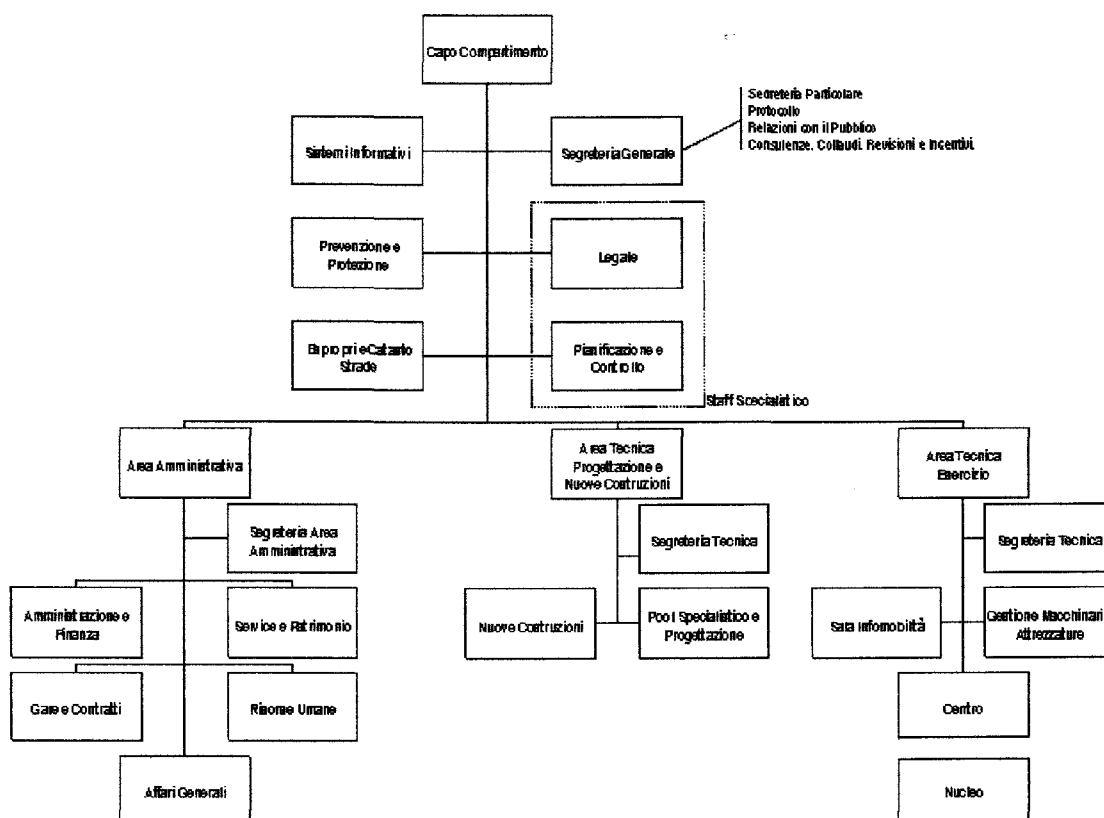 Capo Compartimento
Segreteria Particolare
Protocollo
Relazioni con il Pubblico
Consulenze, Collaudi, Revisioni e Incentivi.
Sistemi Informativi
Segreteria Generale
Prevenzione e
Protezione
Legale
Espropri e Catasto
Strade
Pianificazione e
Controllo
Staff Specialistico
Area Amministrativa
Area Tecnica
Progettazione e
Nuove Costruzioni
Area Tecnica
Esercizio
Segreteria Area
Amministrativa
Segreteria Tecnica
Segreteria Tecnica
Amministrazione e
Finanza
Service e Patrimonio
Nuove Costruzioni
Pool Specialistico e
Progettazione
Sala Infomobilità
Gestione Macchinari
Attrezzature
Gare e Contratti
Risorse Umane
Centro
Affari Generali
Nucleo